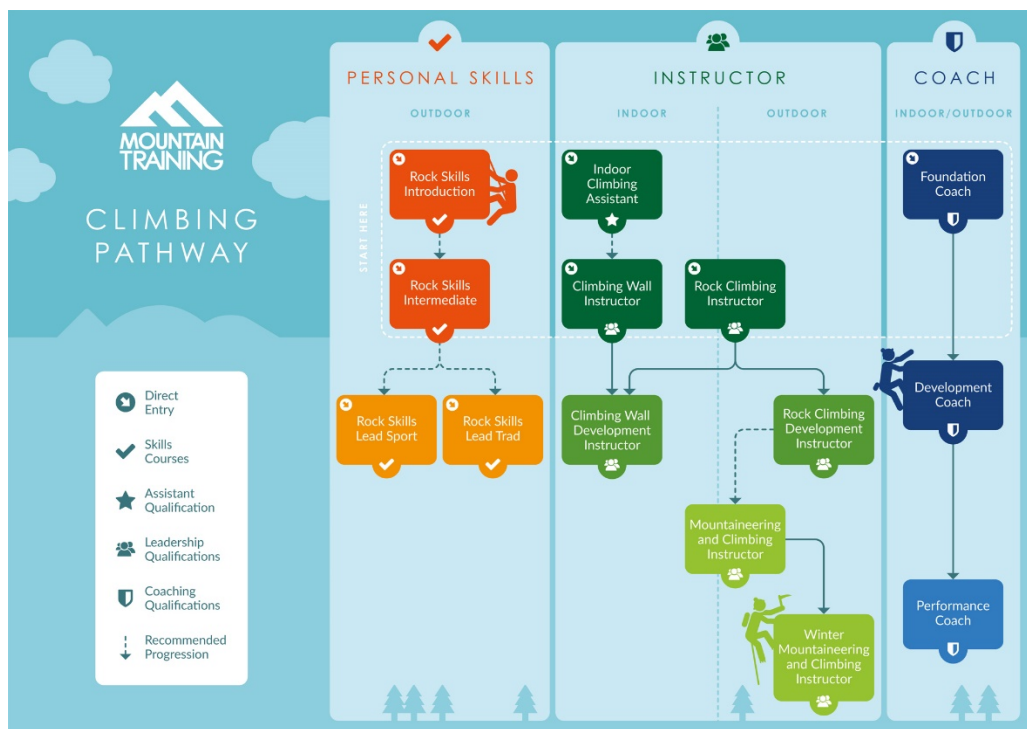 MOUNTAIN
TRAINING
CLIMBING
PATHWAY
Direct
Entry
Skills
Courses
Assistant
Qualification
Leadership
Qualifications
Coaching
Qualifications
Recommended
Progression
START HERE
PERSONAL SKILLS
OUTDOOR
Rock Skills
Introduction
Rock Skills
Intermediate
Rock Skills
Lead Sport
Rock Skills
Lead Trad
INSTRUCTOR
INDOOR
OUTDOOR
Indoor
Climbing
Assistant
Climbing Wall
Instructor
Rock Climbing
Instructor
Climbing Wall
Development
Instructor
Rock Climbing
Development
Instructor
Mountaineering
and Climbing
Instructor
Winter
Mountaineering
and Climbing
Instructor
COACH
INDOOR/OUTDOOR
Foundation
Coach
Development
Coach
Performance
Coach